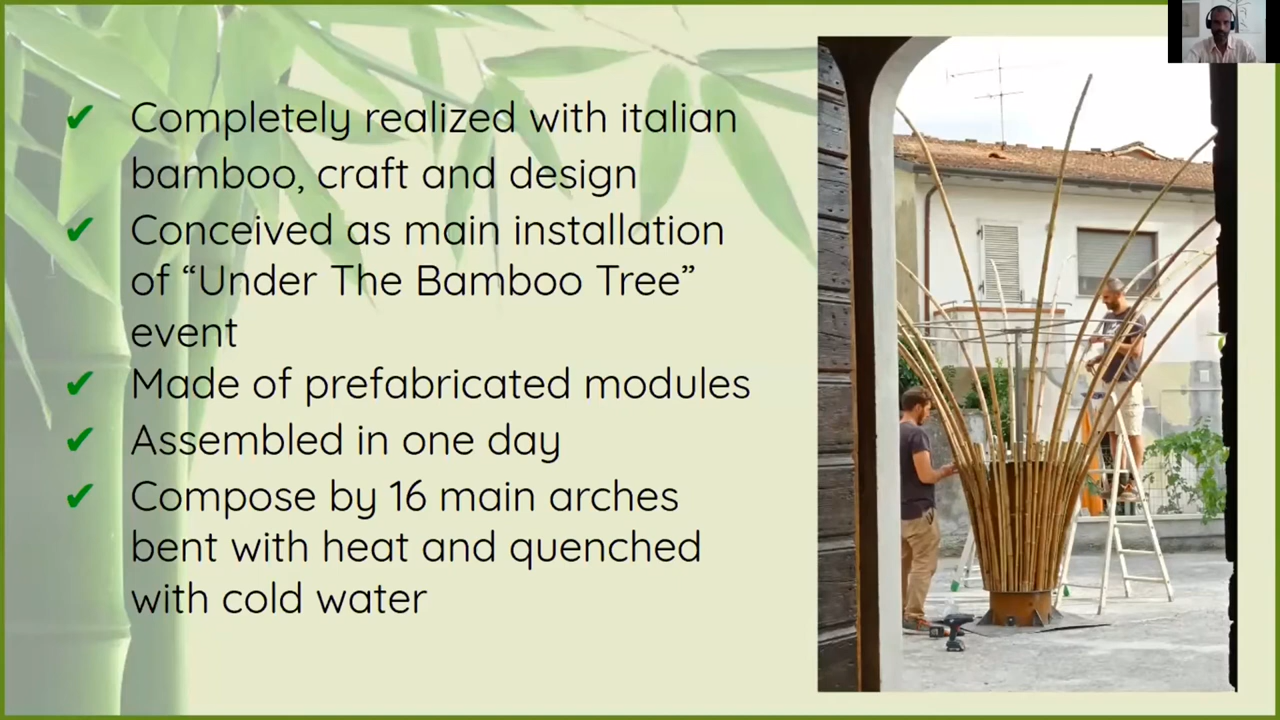 ✔ Completely realized with italian
bamboo, craft and design
✔ Conceived as main installation
of “Under The Bamboo Tree”
event
✔ Made of prefabricated modules
✔ Assembled in one day
✔ Compose by 16 main arches
bent with heat and quenched
with cold water